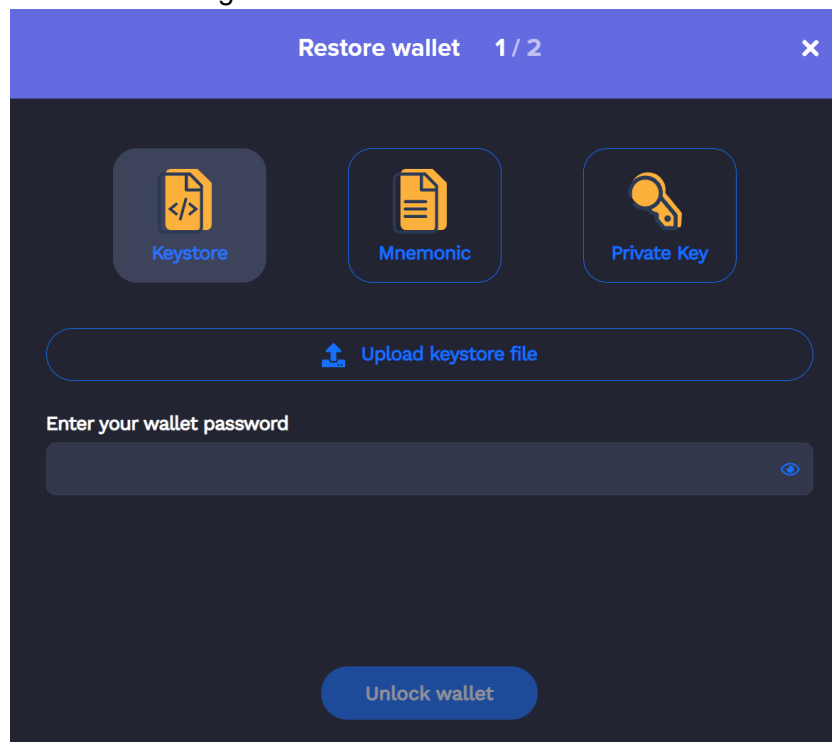 Restore wallet 1 / 2
</>
Keystore Mnemonic Private Key
Upload keystore file
Enter your wallet password
Unlock wallet